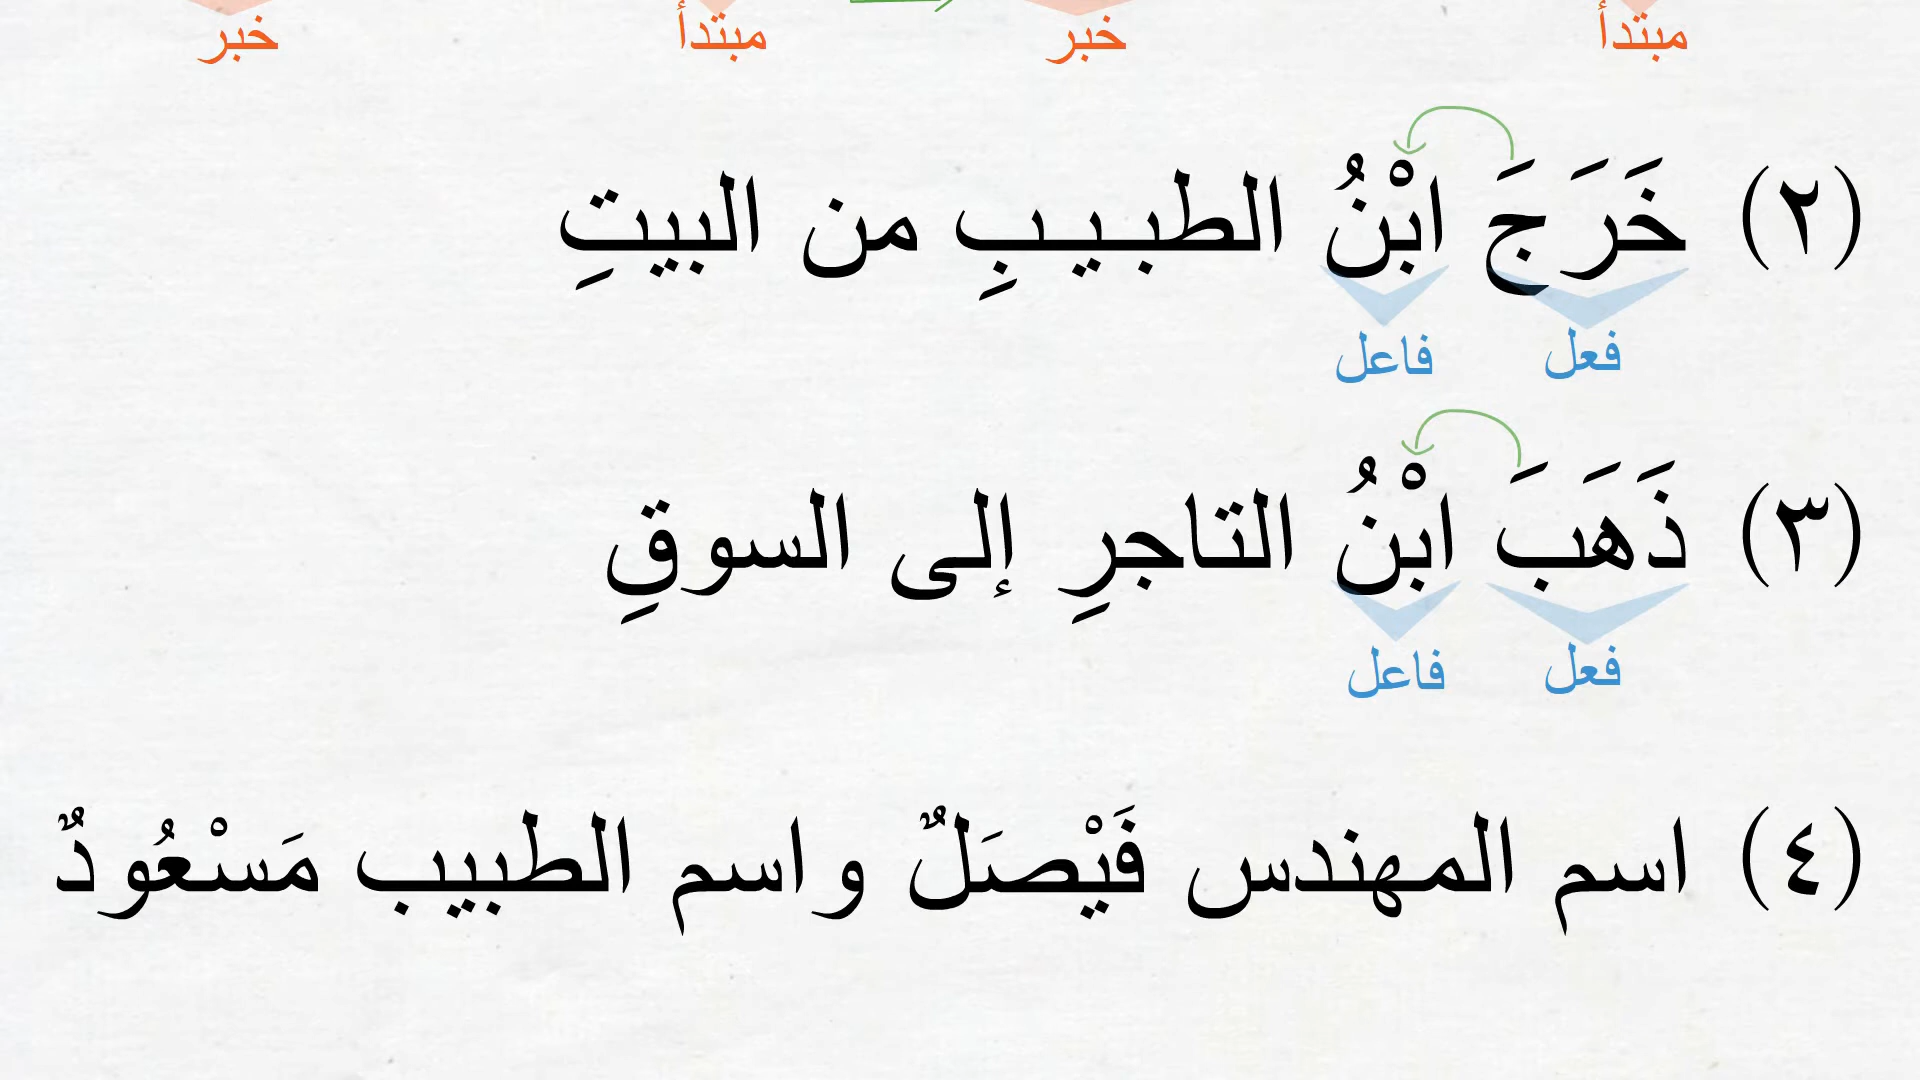 مبتدأ خبر مبتدأ خبر
(٢) خَرَجَ ابْنُ الطبيبِ من البيتِ
فعل فاعل
(٣) ذَهَبَ ابْنُ التاجرِ إلى السوقِ
فعل فاعل
(٤) اسم المهندس فَيْصَلٌ واسم الطبيب مَسْعُودٌ